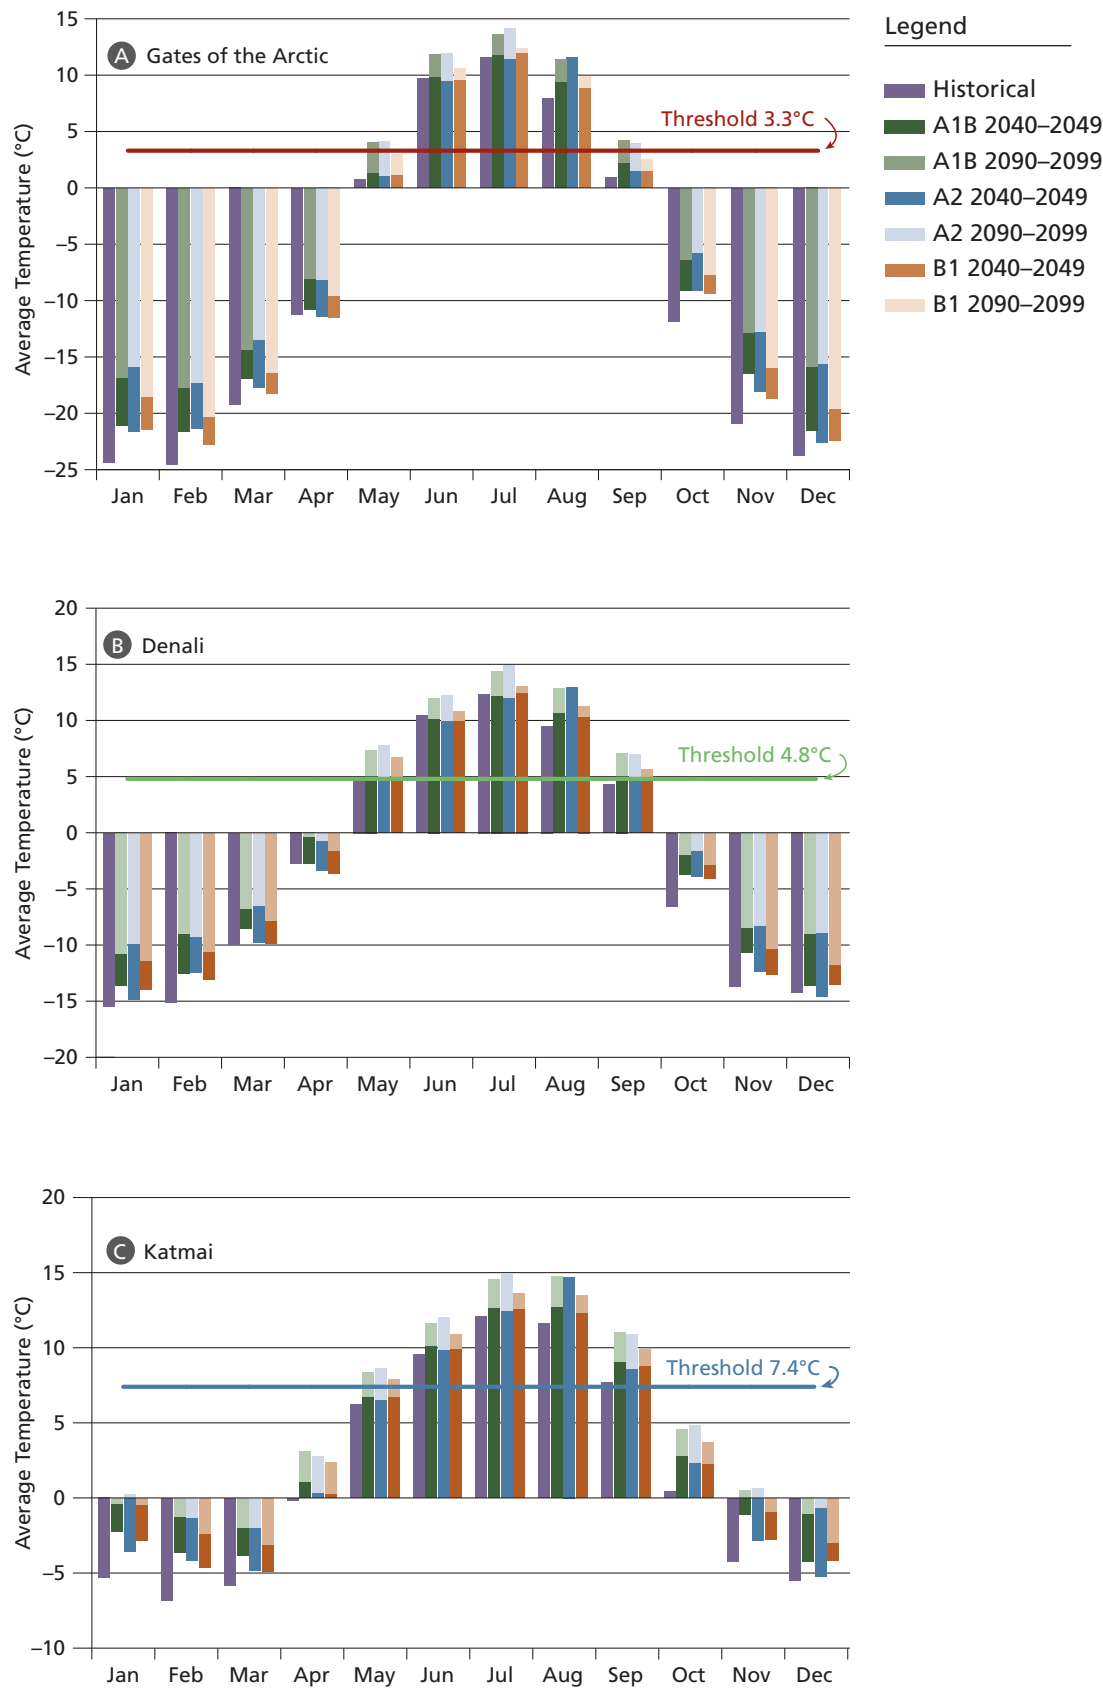 Legend
Historical
A1B 2040–2049
A1B 2090–2099
A2 2040–2049
A2 2090–2099
B1 2040–2049
B1 2090–2099
A Gates of the Arctic
Threshold 3.3°C
Average Temperature (°C)
15
10
5
0
−5
−10
−15
−20
−25
Jan Feb Mar Apr May Jun Jul Aug Sep Oct Nov Dec
B Denali
Threshold 4.8°C
Average Temperature (°C)
20
15
10
5
0
−5
−10
−15
−20
Jan Feb Mar Apr May Jun Jul Aug Sep Oct Nov Dec
C Katmai
Threshold 7.4°C
Average Temperature (°C)
20
15
10
5
0
−5
−10
Jan Feb Mar Apr May Jun Jul Aug Sep Oct Nov Dec